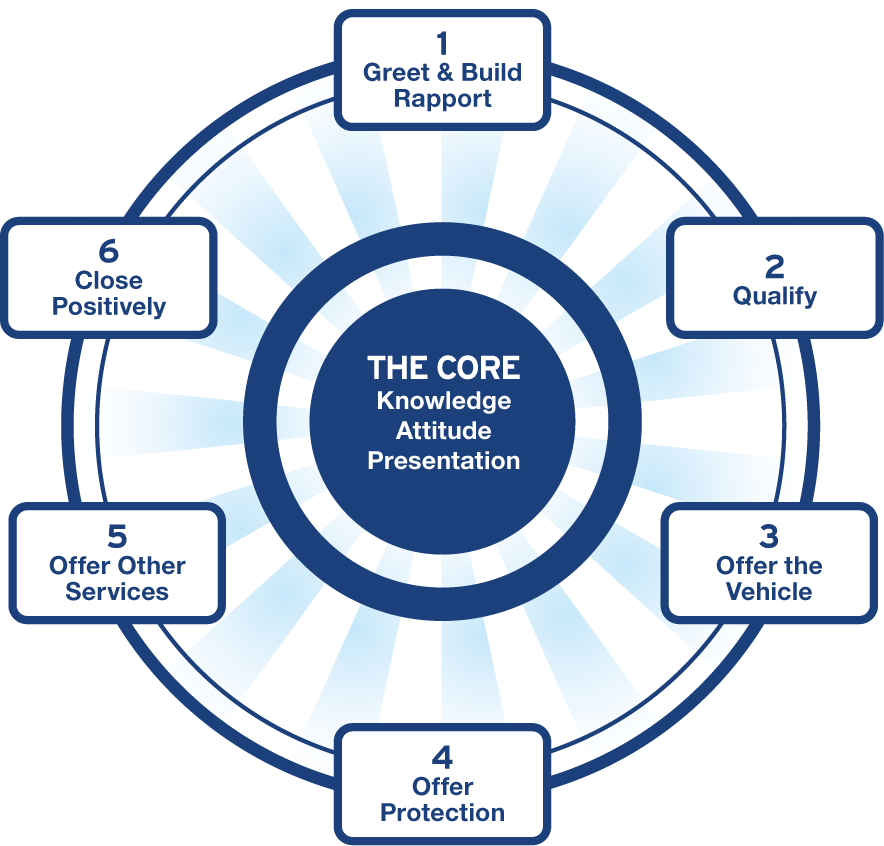 1
Greet & Build
Rapport
2
Qualify
3
Offer the
Vehicle
4
Offer
Protection
5
Offer Other
Services
6
Close
Positively
THE CORE
Knowledge
Attitude
Presentation